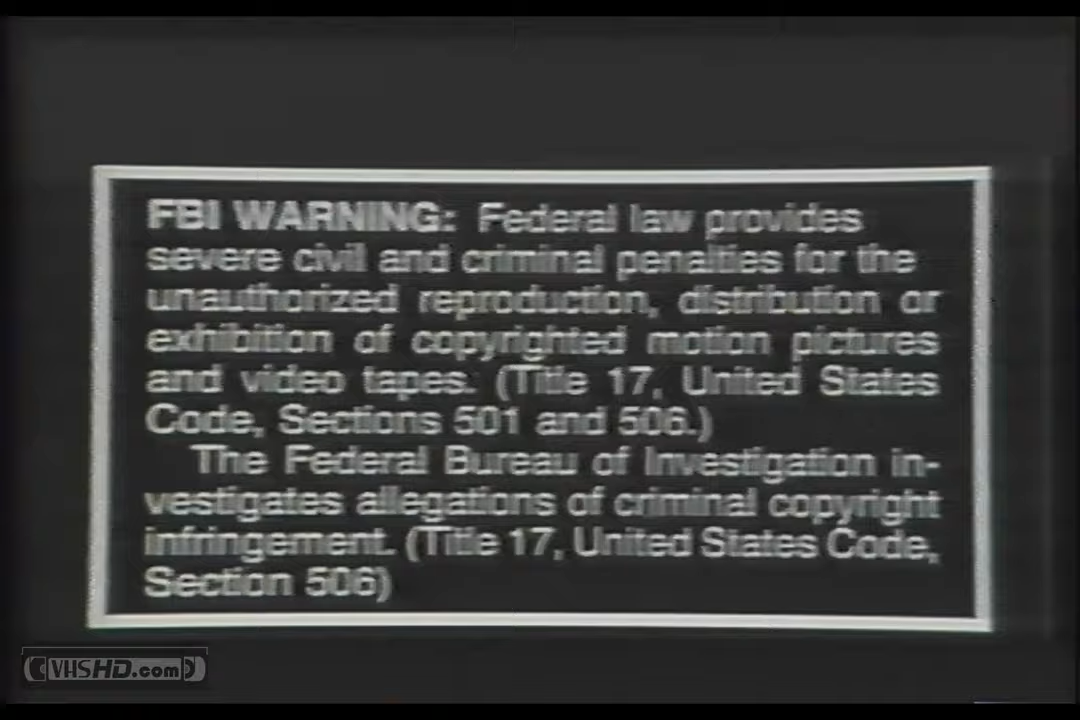 FBI WARNING: Federal law provides
severe civil and criminal penalties for the
unauthorized reproduction, distribution or
exhibition of copyrighted motion pictures
and video tapes. (Title 17, United States
Code, Sections 501 and 506.)
The Federal Bureau of Investigation in-
vestigates allegations of criminal copyright
infringement. (Title 17, United States Code,
Section 506)
VHSHD.com